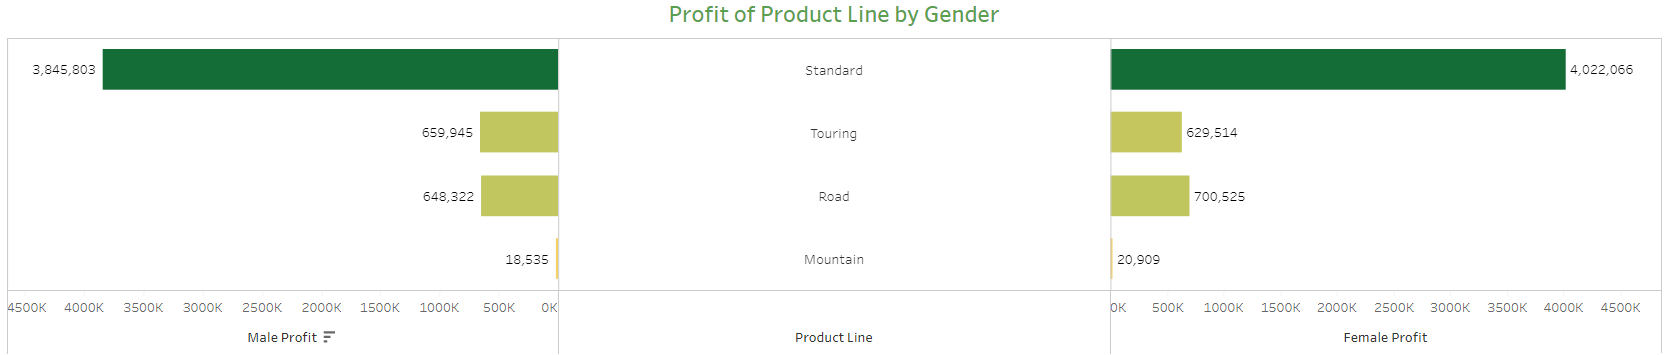 Profit of Product Line by Gender
3,845,803 Standard 4,022,066
659,945 Touring 629,514
648,322 Road 700,525
18,535 Mountain 20,909
4500K 4000K 3500K 3000K 2500K 2000K 1500K 1000K 500K 0K 0K 500K 1000K 1500K 2000K 2500K 3000K 3500K 4000K 4500K
Male Profit Product Line Female Profit